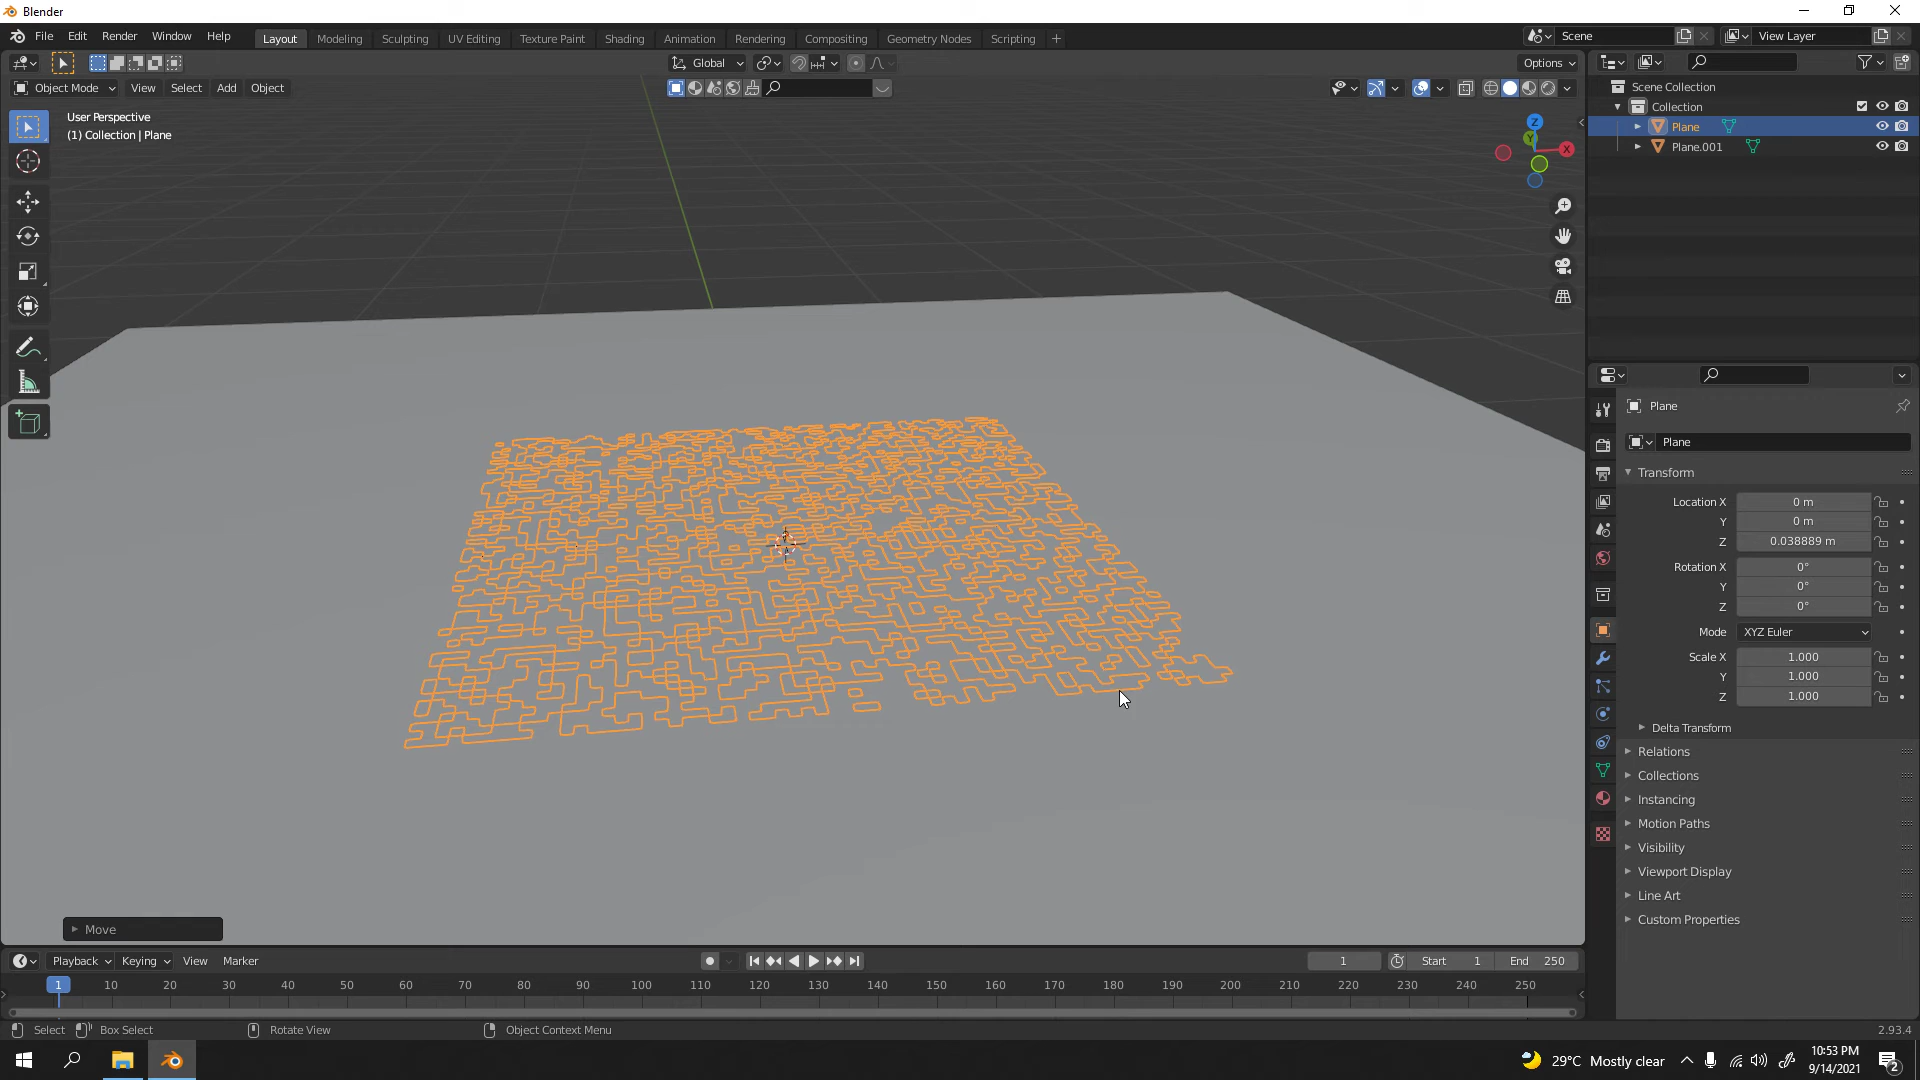 Blender
File Edit Render Window Help
Layout Modeling Sculpting UV Editing Texture Paint Shading Animation Rendering Compositing Geometry Nodes Scripting +
Scene
View Layer
Global
Options
Object Mode View Select Add Object
User Perspective
(1) Collection | Plane
Z
Y
X
Scene Collection
Collection
Plane
Plane.001
Plane
Plane
Transform
Location X 0 m
Y 0 m
Z 0.038889 m
Rotation X 0°
Y 0°
Z 0°
Mode XYZ Euler
Scale X 1.000
Y 1.000
Z 1.000
Delta Transform
Relations
Collections
Instancing
Motion Paths
Visibility
Viewport Display
Line Art
Custom Properties
Move
Playback Keying View Marker
1
Start 1
End 250
1 10 20 30 40 50 60 70 80 90 100 110 120 130 140 150 160 170 180 190 200 210 220 230 240 250
Select Box Select Rotate View Object Context Menu
2.93.4
29°C Mostly clear
10:53 PM
9/14/2021
2